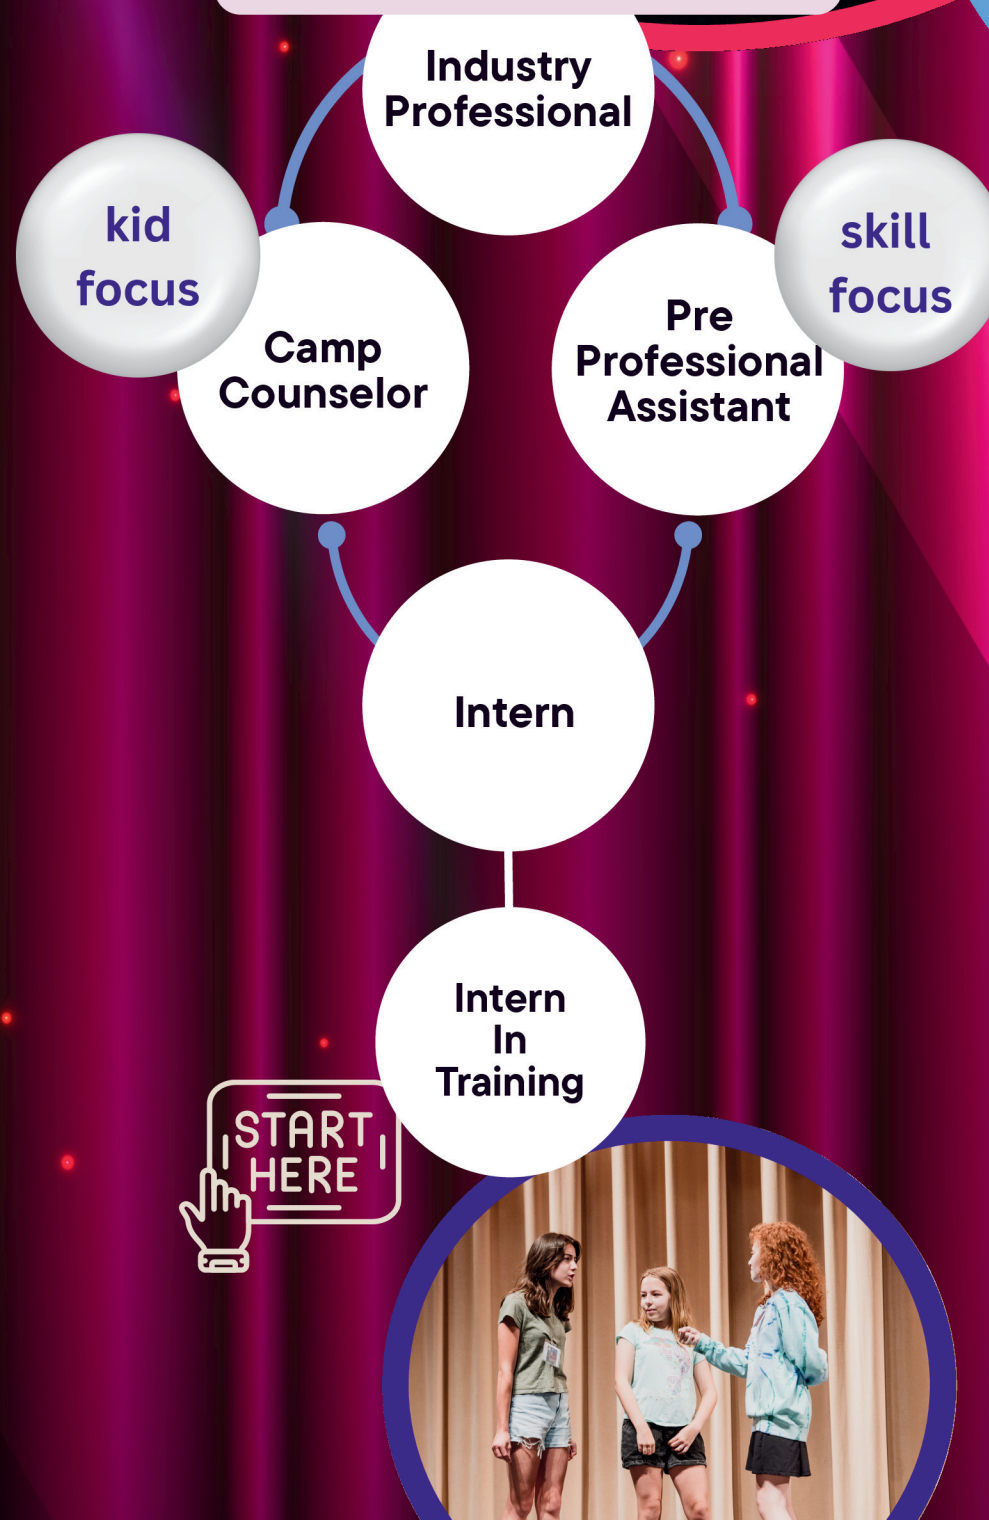 Industry
Professional
kid
focus
skill
focus
Camp
Counselor
Pre
Professional
Assistant
Intern
Intern
In
Training
START
HERE